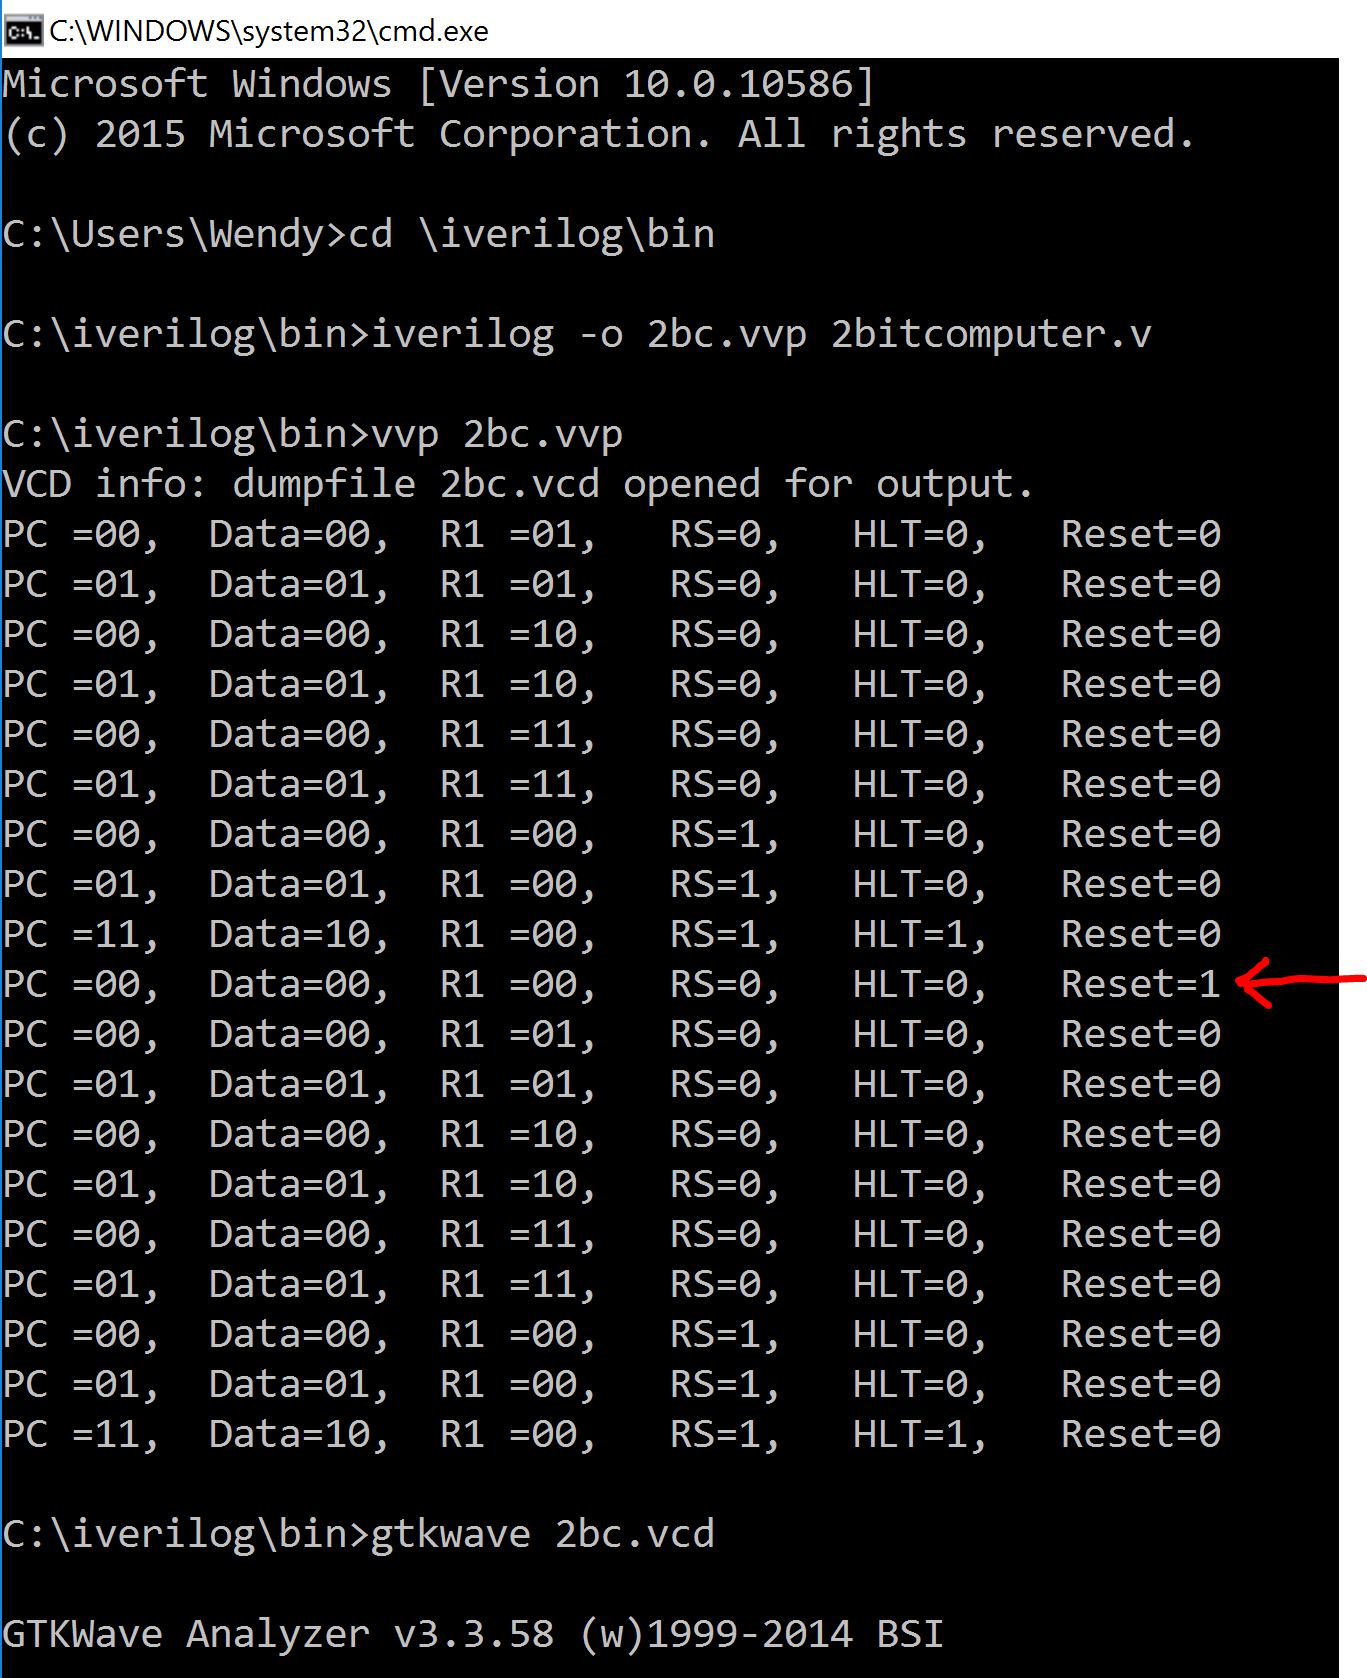 C:\WINDOWS\system32\cmd.exe
Microsoft Windows [Version 10.0.10586]
(c) 2015 Microsoft Corporation. All rights reserved.
C:\Users\Wendy>cd \iverilog\bin
C:\iverilog\bin>iverilog -o 2bc.vvp 2bitcomputer.v
C:\iverilog\bin>vvp 2bc.vvp
VCD info: dumpfile 2bc.vcd opened for output.
PC =00,  Data=00,  R1 =01,   RS=0,   HLT=0,   Reset=0
PC =01,  Data=01,  R1 =01,   RS=0,   HLT=0,   Reset=0
PC =00,  Data=00,  R1 =10,   RS=0,   HLT=0,   Reset=0
PC =01,  Data=01,  R1 =10,   RS=0,   HLT=0,   Reset=0
PC =00,  Data=00,  R1 =11,   RS=0,   HLT=0,   Reset=0
PC =01,  Data=01,  R1 =11,   RS=0,   HLT=0,   Reset=0
PC =00,  Data=00,  R1 =00,   RS=1,   HLT=0,   Reset=0
PC =01,  Data=01,  R1 =00,   RS=1,   HLT=0,   Reset=0
PC =11,  Data=10,  R1 =00,   RS=1,   HLT=1,   Reset=0
PC =00,  Data=00,  R1 =00,   RS=0,   HLT=0,   Reset=1
PC =00,  Data=00,  R1 =01,   RS=0,   HLT=0,   Reset=0
PC =01,  Data=01,  R1 =01,   RS=0,   HLT=0,   Reset=0
PC =00,  Data=00,  R1 =10,   RS=0,   HLT=0,   Reset=0
PC =01,  Data=01,  R1 =10,   RS=0,   HLT=0,   Reset=0
PC =00,  Data=00,  R1 =11,   RS=0,   HLT=0,   Reset=0
PC =01,  Data=01,  R1 =11,   RS=0,   HLT=0,   Reset=0
PC =00,  Data=00,  R1 =00,   RS=1,   HLT=0,   Reset=0
PC =01,  Data=01,  R1 =00,   RS=1,   HLT=0,   Reset=0
PC =11,  Data=10,  R1 =00,   RS=1,   HLT=1,   Reset=0
C:\iverilog\bin>gtkwave 2bc.vcd
GTKWave Analyzer v3.3.58 (w)1999-2014 BSI